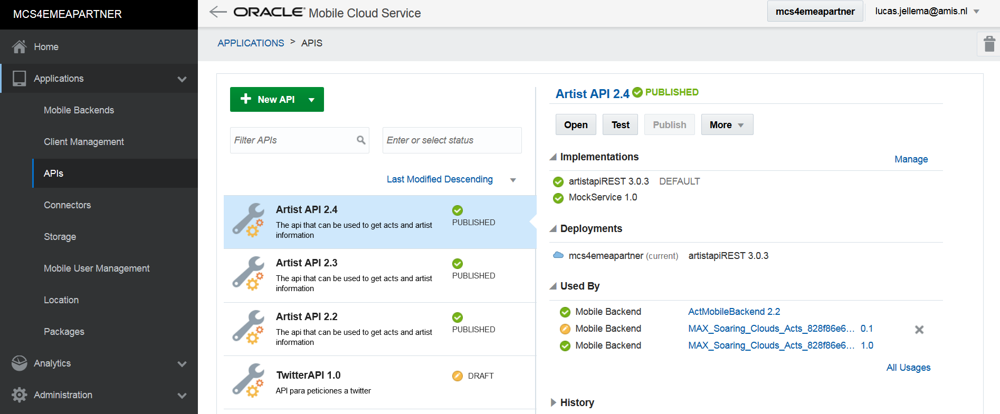 MCS4EMEAPARTNER
Home
Applications
Mobile Backends
Client Management
APIs
Connectors
Storage
Mobile User Management
Location
Packages
Analytics
Administration
ORACLE Mobile Cloud Service
mcs4emeapartner
lucas.jellema@amis.nl
APPLICATIONS > APIS
New API
Filter APIs
Enter or select status
Last Modified Descending
Artist API 2.4
The api that can be used to get acts and artist
information
PUBLISHED
Artist API 2.3
The api that can be used to get acts and artist
information
PUBLISHED
Artist API 2.2
The api that can be used to get acts and artist
information
PUBLISHED
TwitterAPI 1.0
API para peticiones a twitter
DRAFT
Artist API 2.4 PUBLISHED
Open Test Publish More
Implementations
Manage
artistapiREST 3.0.3 DEFAULT
MockService 1.0
Deployments
mcs4emeapartner (current) artistapiREST 3.0.3
Used By
Mobile Backend ActMobileBackend 2.2
Mobile Backend MAX_Soaring_Clouds_Acts_828f86e6... 0.1
Mobile Backend MAX_Soaring_Clouds_Acts_828f86e6... 1.0
All Usages
History